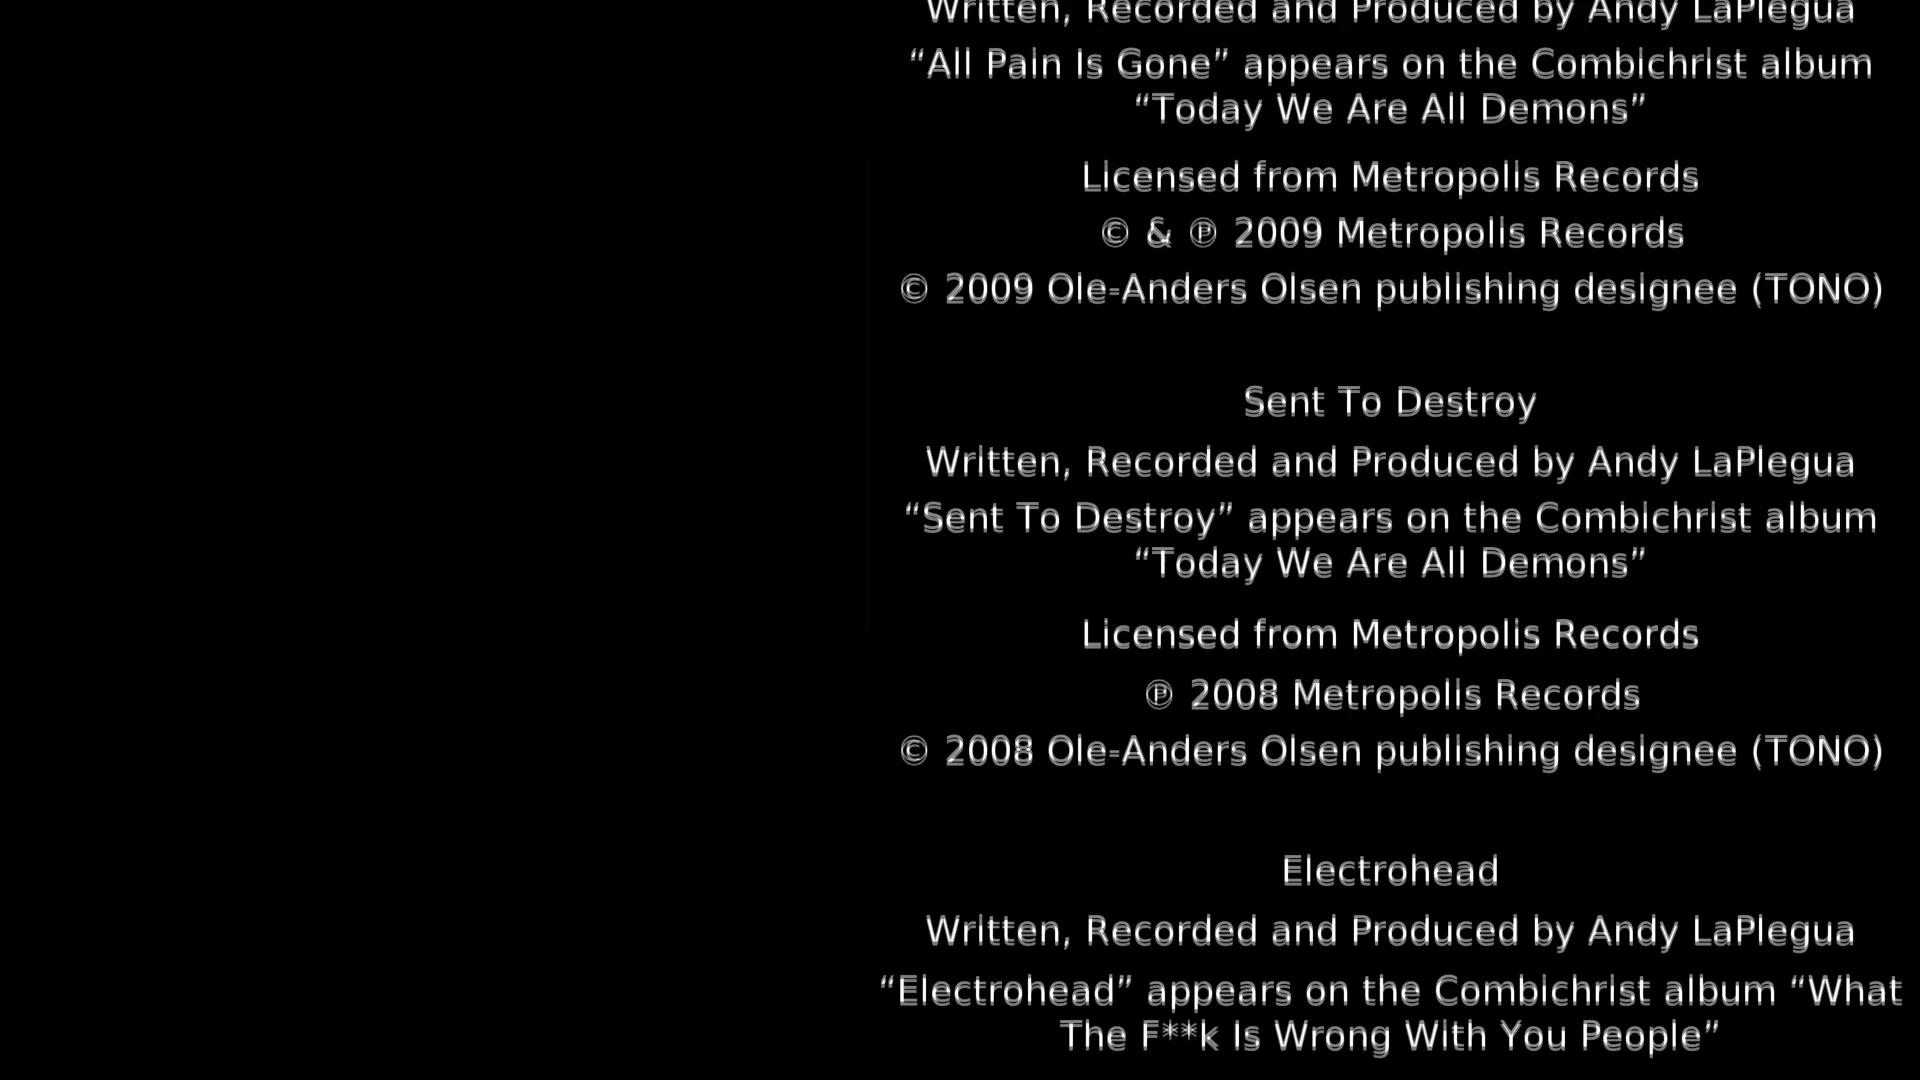 Written, Recorded and Produced by Andy LaPlegua
“All Pain Is Gone” appears on the Combichrist album
“Today We Are All Demons”
Licensed from Metropolis Records
© & ℗ 2009 Metropolis Records
© 2009 Ole-Anders Olsen publishing designee (TONO)
Sent To Destroy
Written, Recorded and Produced by Andy LaPlegua
“Sent To Destroy” appears on the Combichrist album
“Today We Are All Demons”
Licensed from Metropolis Records
℗ 2008 Metropolis Records
© 2008 Ole-Anders Olsen publishing designee (TONO)
Electrohead
Written, Recorded and Produced by Andy LaPlegua
“Electrohead” appears on the Combichrist album “What
The F**k Is Wrong With You People”